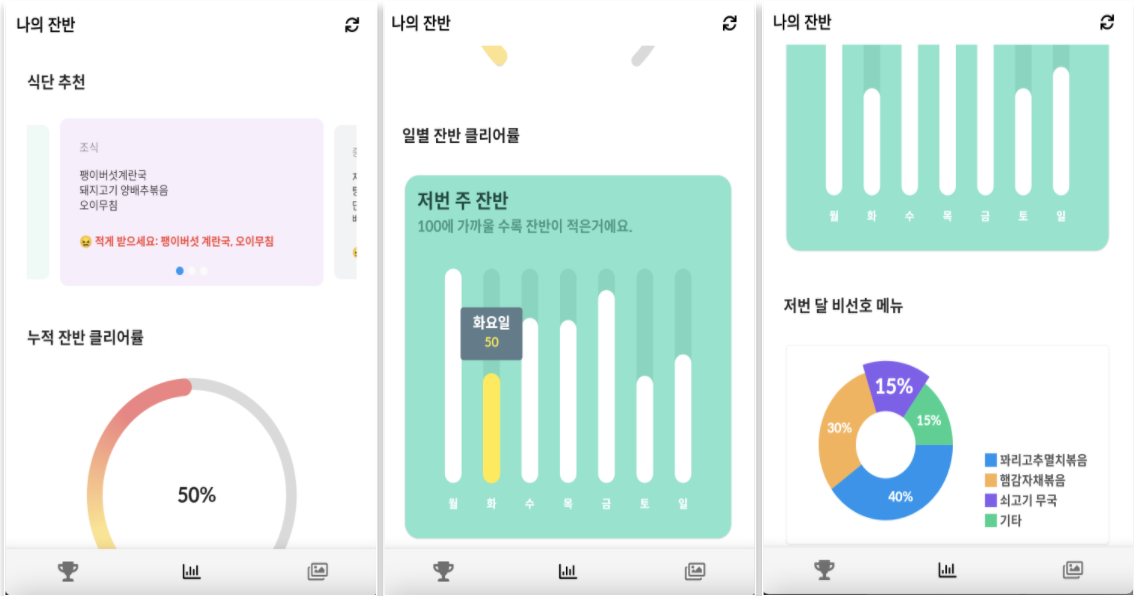 나의 잔반
식단 추천
조식
팽이버섯계란국
돼지고기 양배추볶음
오이무침
😖 적게 받으세요: 팽이버섯 계란국, 오이무침
누적 잔반 클리어률
50%
나의 잔반
일별 잔반 클리어률
저번 주 잔반
100에 가까울 수록 잔반이 적은거에요.
화요일
50
월 화 수 목 금 토 일
나의 잔반
월 화 수 목 금 토 일
저번 달 비선호 메뉴
15%
15%
30%
40%
꽈리고추멸치볶음
햄감자채볶음
쇠고기 무국
기타